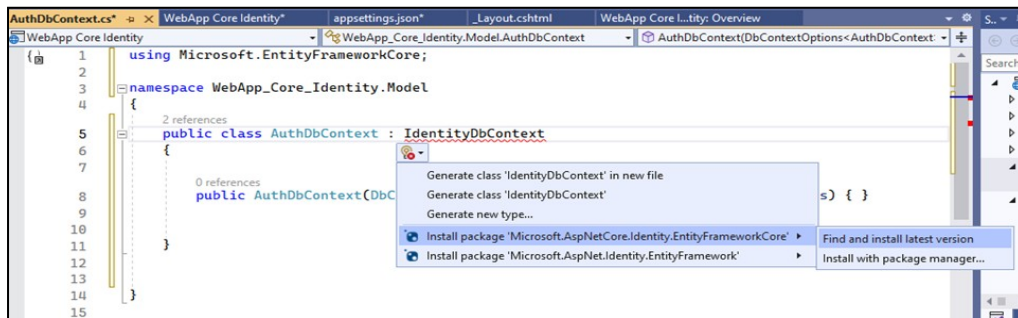 AuthDbContext.cs* WebApp Core Identity* appsettings.json* _Layout.cshtml WebApp Core I...tity: Overview S..
WebApp Core Identity WebApp_Core_Identity.Model.AuthDbContext AuthDbContext(DbContextOptions<AuthDbContext>
Search
1 using Microsoft.EntityFrameworkCore;
2
3 namespace WebApp_Core_Identity.Model
4 {
2 references
5 public class AuthDbContext : IdentityDbContext
6 {
7
Generate class 'IdentityDbContext' in new file
0 references
8 public AuthDbContext(DbC Generate class 'IdentityDbContext' s) { }
9 Generate new type...
10 Install package 'Microsoft.AspNetCore.Identity.EntityFrameworkCore' Find and install latest version
11 } Install package 'Microsoft.AspNet.Identity.EntityFramework' Install with package manager...
12
13
14 }
15